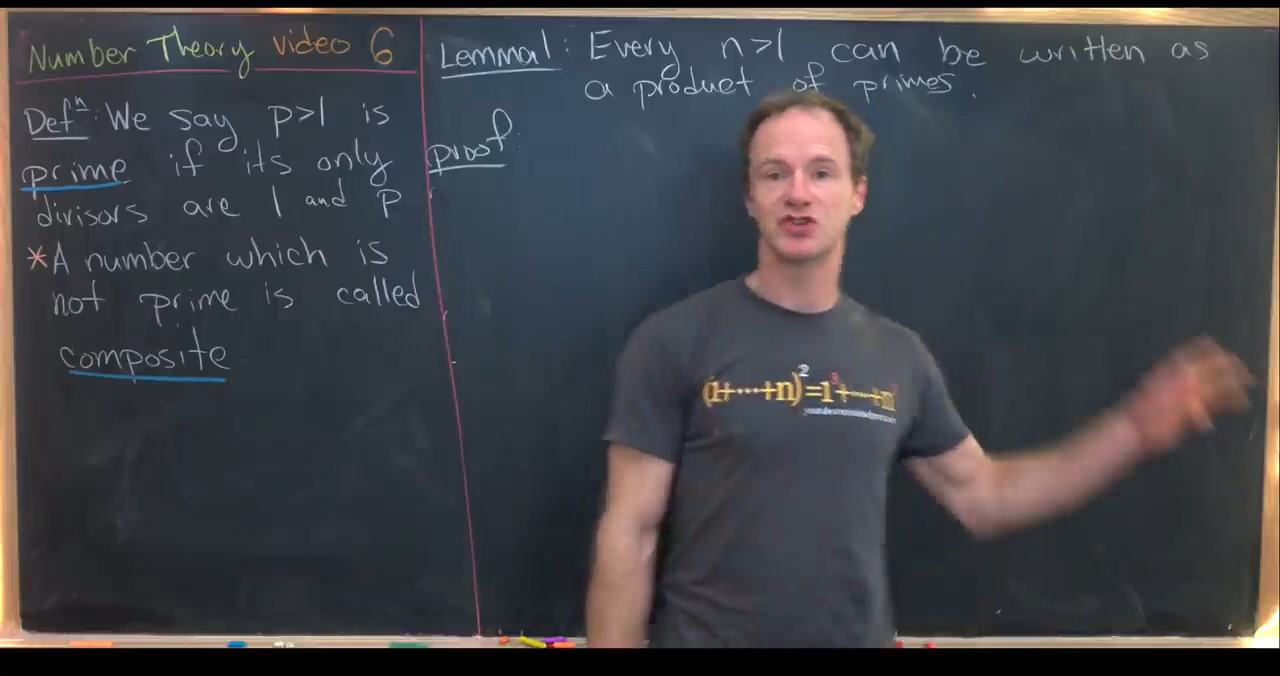 Number Theory video 6
Defⁿ: We say p>1 is
prime if its only
divisors are 1 and p
*A number which is
not prime is called
composite
Lemma1: Every n>1 can be written as
a product of primes.
proof:
(1+⋯+n)²=1³+⋯+n³